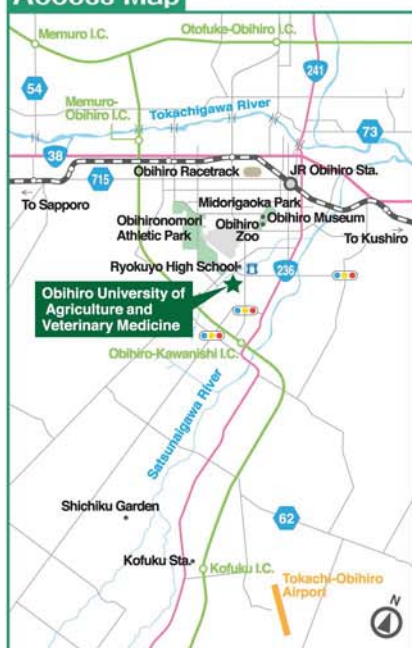 Access Map
Memuro I.C.
Otofuke-Obihiro I.C.
241
54
Memuro-
Obihiro I.C.
Tokachigawa River
73
38
Obihiro Racetrack
JR Obihiro Sta.
715
Midorigaoka Park
To Sapporo
Obihironomori
Athletic Park
Obihiro
Zoo
Obihiro Museum
To Kushiro
Ryokuyo High School
236
Obihiro University of
Agriculture and
Veterinary Medicine
Obihiro-Kawanishi I.C.
Satsunaigawa River
Shichiku Garden
62
Kofuku Sta.
Kofuku I.C.
Tokachi-Obihiro
Airport
N